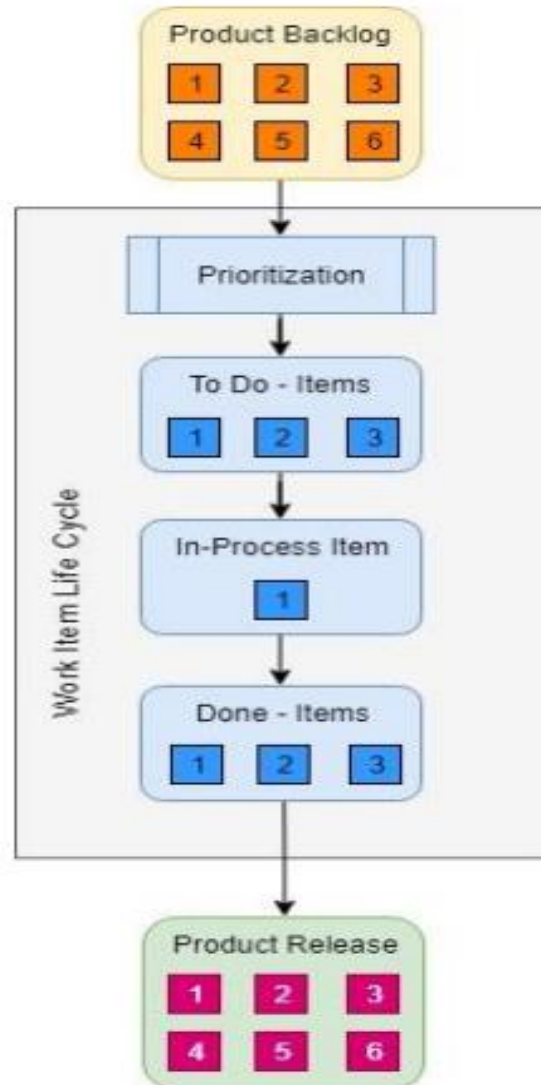 Product Backlog
1 2 3
4 5 6
Prioritization
To Do - Items
1 2 3
Work Item Life Cycle
In-Process Item
1
Done - Items
1 2 3
Product Release
1 2 3
4 5 6